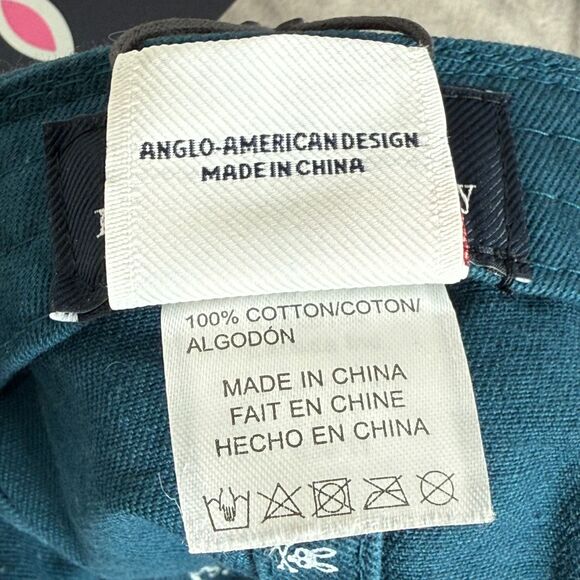 ANGLO-AMERICAN DESIGN
MADE IN CHINA
100% COTTON/COTON/
ALGODÓN
MADE IN CHINA
FAIT EN CHINE
HECHO EN CHINA